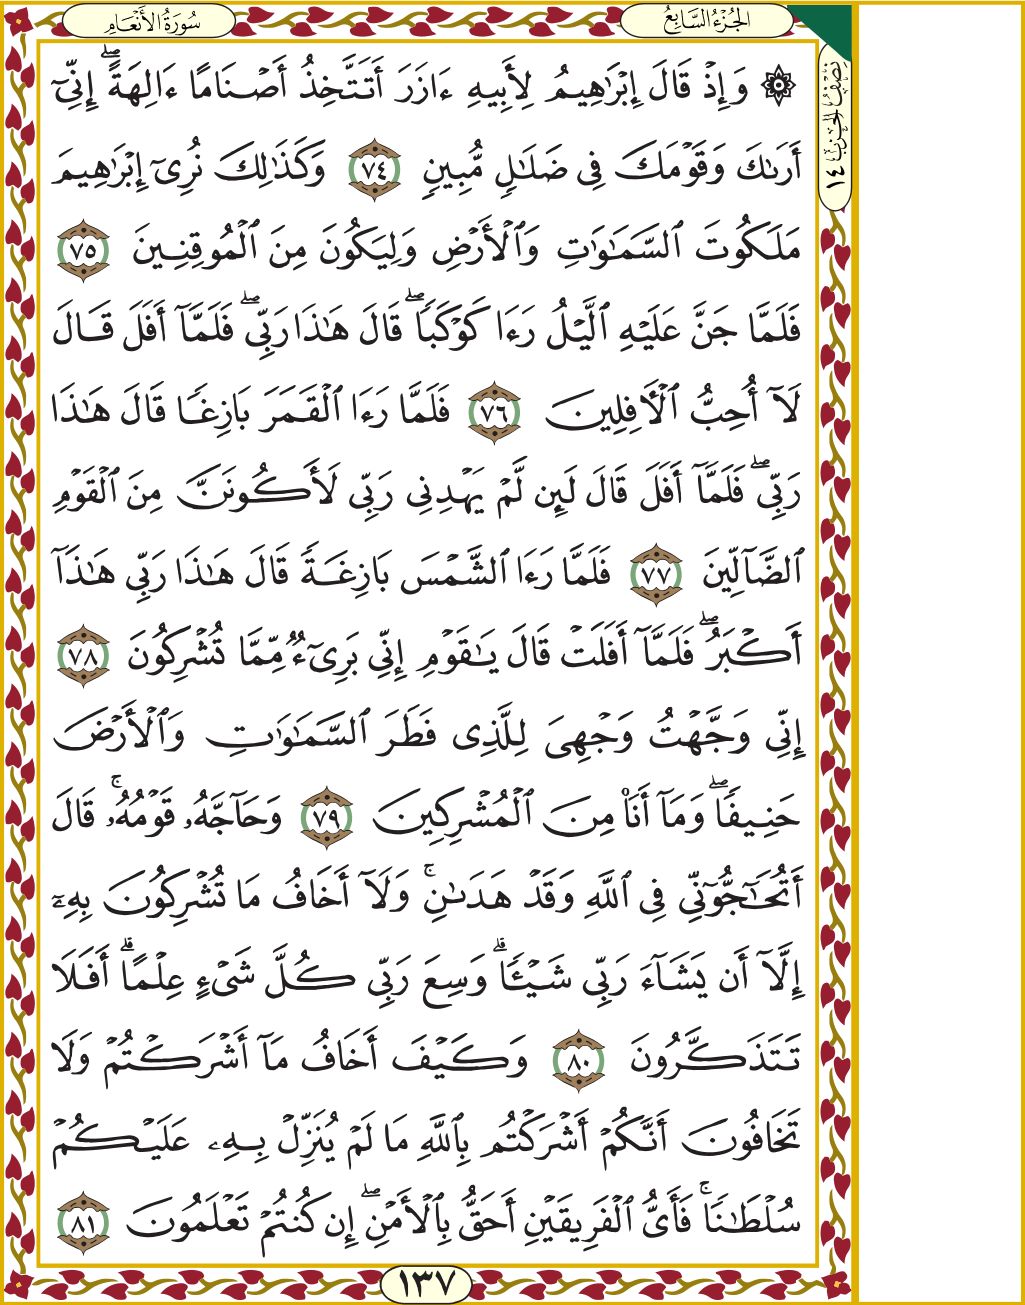 الجُزْءُ السَّابِعُ
سُورَةُ الأَنْعَامِ
نِصْفُ الحِزْبِ ١٤
۞ وَإِذْ قَالَ إِبْرَٰهِيمُ لِأَبِيهِ ءَازَرَ أَتَتَّخِذُ أَصْنَامًا ءَالِهَةً ۖ إِنِّىٓ
أَرَىٰكَ وَقَوْمَكَ فِى ضَلَـٰلٍ مُّبِينٍ ٧٤ وَكَذَٰلِكَ نُرِىٓ إِبْرَٰهِيمَ
مَلَكُوتَ ٱلسَّمَـٰوَٰتِ وَٱلْأَرْضِ وَلِيَكُونَ مِنَ ٱلْمُوقِنِينَ ٧٥
فَلَمَّا جَنَّ عَلَيْهِ ٱلَّيْلُ رَءَا كَوْكَبًا ۖ قَالَ هَـٰذَا رَبِّى ۖ فَلَمَّآ أَفَلَ قَالَ
لَآ أُحِبُّ ٱلْـَٔافِلِينَ ٧٦ فَلَمَّا رَءَا ٱلْقَمَرَ بَازِغًا قَالَ هَـٰذَا
رَبِّى ۖ فَلَمَّآ أَفَلَ قَالَ لَئِن لَّمْ يَهْدِنِى رَبِّى لَأَكُونَنَّ مِنَ ٱلْقَوْمِ
ٱلضَّآلِّينَ ٧٧ فَلَمَّا رَءَا ٱلشَّمْسَ بَازِغَةً قَالَ هَـٰذَا رَبِّى هَـٰذَآ
أَكْبَرُ ۖ فَلَمَّآ أَفَلَتْ قَالَ يَـٰقَوْمِ إِنِّى بَرِىٓءٌ مِّمَّا تُشْرِكُونَ ٧٨
إِنِّى وَجَّهْتُ وَجْهِىَ لِلَّذِى فَطَرَ ٱلسَّمَـٰوَٰتِ وَٱلْأَرْضَ
حَنِيفًا ۖ وَمَآ أَنَا۠ مِنَ ٱلْمُشْرِكِينَ ٧٩ وَحَآجَّهُۥ قَوْمُهُۥ ۚ قَالَ
أَتُحَـٰٓجُّوٓنِّى فِى ٱللَّهِ وَقَدْ هَدَىٰنِ ۚ وَلَآ أَخَافُ مَا تُشْرِكُونَ بِهِۦٓ
إِلَّآ أَن يَشَآءَ رَبِّى شَيْـًٔا ۗ وَسِعَ رَبِّى كُلَّ شَىْءٍ عِلْمًا ۗ أَفَلَا
تَتَذَكَّرُونَ ٨٠ وَكَيْفَ أَخَافُ مَآ أَشْرَكْتُمْ وَلَا
تَخَافُونَ أَنَّكُمْ أَشْرَكْتُم بِٱللَّهِ مَا لَمْ يُنَزِّلْ بِهِۦ عَلَيْكُمْ
سُلْطَـٰنًا ۚ فَأَىُّ ٱلْفَرِيقَيْنِ أَحَقُّ بِٱلْأَمْنِ ۖ إِن كُنتُمْ تَعْلَمُونَ ٨١
١٣٧